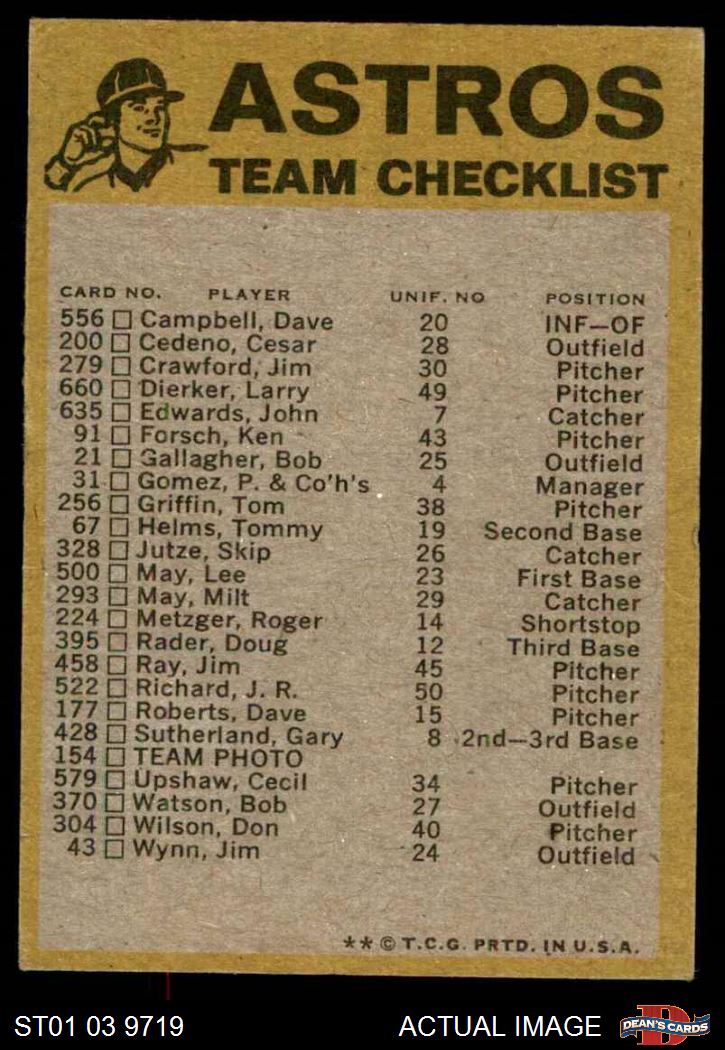 ASTROS
TEAM CHECKLIST
CARD NO. PLAYER UNIF. NO POSITION
556 Campbell, Dave 20 INF—OF
200 Cedeno, Cesar 28 Outfield
279 Crawford, Jim 30 Pitcher
660 Dierker, Larry 49 Pitcher
635 Edwards, John 7 Catcher
91 Forsch, Ken 43 Pitcher
21 Gallagher, Bob 25 Outfield
31 Gomez, P. & Co'h's 4 Manager
256 Griffin, Tom 38 Pitcher
67 Helms, Tommy 19 Second Base
328 Jutze, Skip 26 Catcher
500 May, Lee 23 First Base
293 May, Milt 29 Catcher
224 Metzger, Roger 14 Shortstop
395 Rader, Doug 12 Third Base
458 Ray, Jim 45 Pitcher
522 Richard, J. R. 50 Pitcher
177 Roberts, Dave 15 Pitcher
428 Sutherland, Gary 8 2nd—3rd Base
154 TEAM PHOTO
579 Upshaw, Cecil 34 Pitcher
370 Watson, Bob 27 Outfield
304 Wilson, Don 40 Pitcher
43 Wynn, Jim 24 Outfield
**© T.C.G. PRTD. IN U.S.A.
ST01 03 9719 ACTUAL IMAGE D DEAN'S CARDS